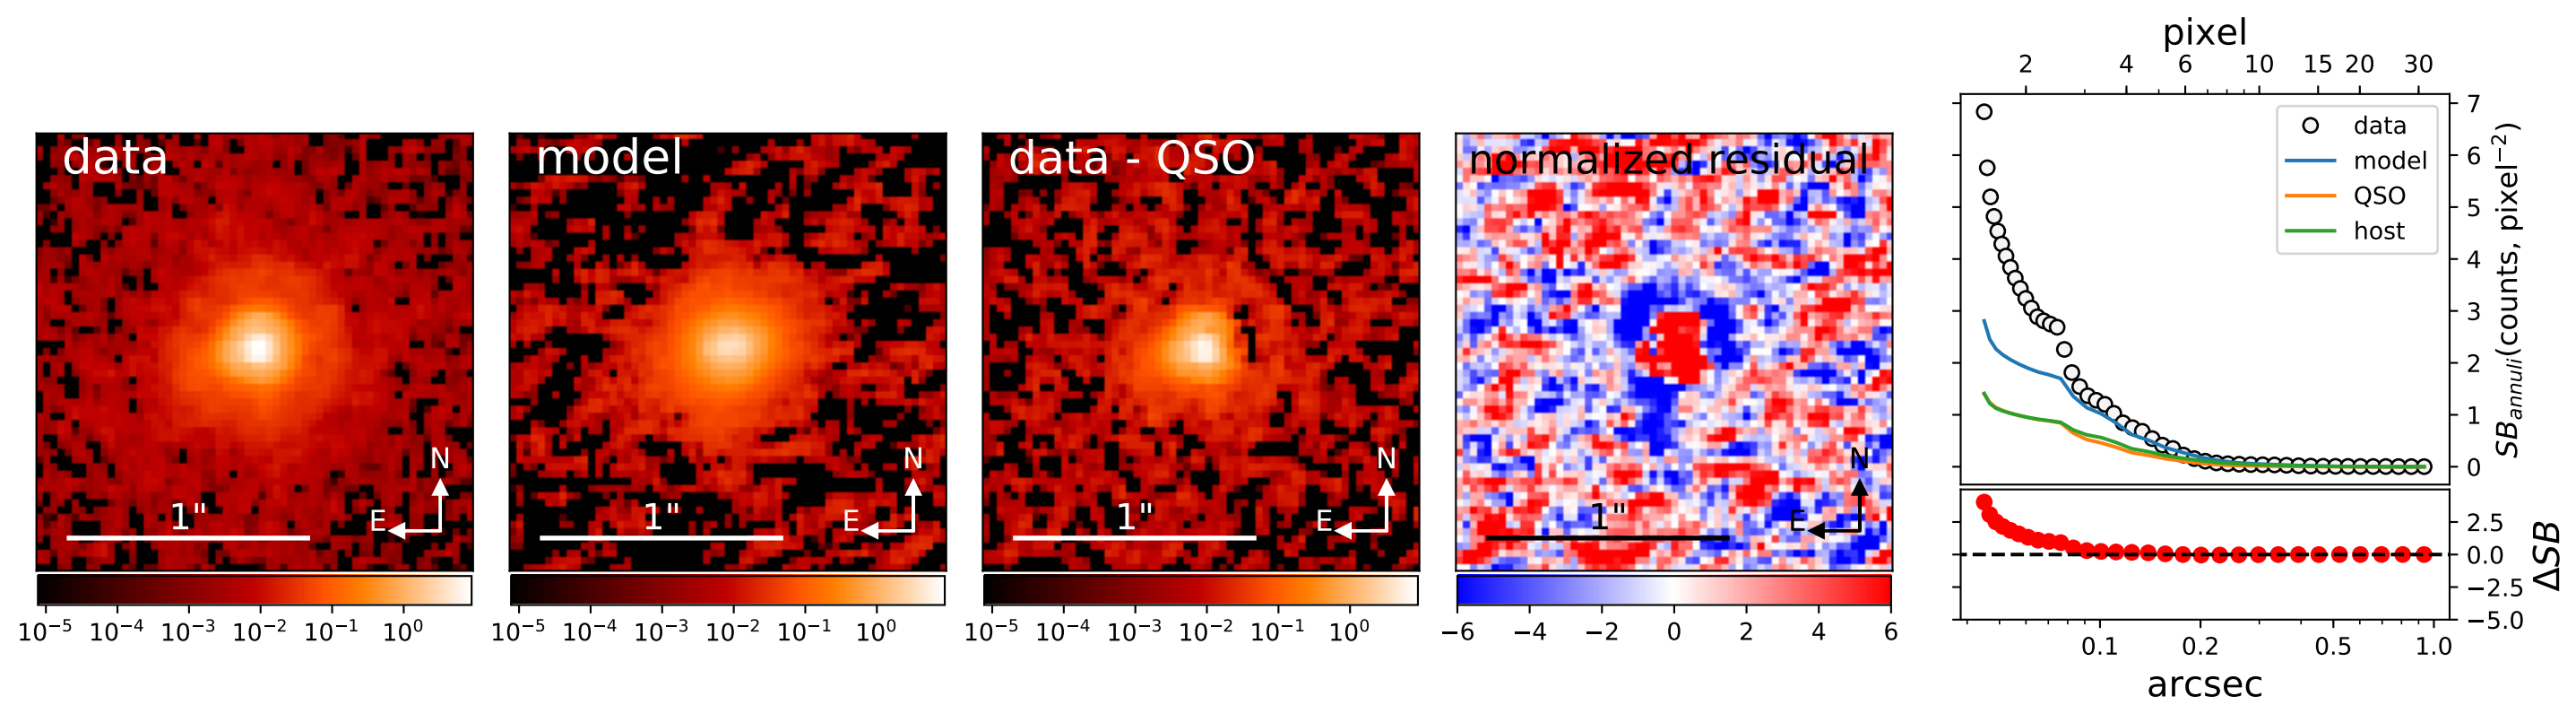 data
N
E
1"
10⁻⁵ 10⁻⁴ 10⁻³ 10⁻² 10⁻¹ 10⁰
model
N
E
1"
10⁻⁵ 10⁻⁴ 10⁻³ 10⁻² 10⁻¹ 10⁰
data - QSO
N
E
1"
10⁻⁵ 10⁻⁴ 10⁻³ 10⁻² 10⁻¹ 10⁰
normalized residual
N
E
1"
−6 −4 −2 0 2 4 6
pixel
2 4 6 10 15 20 30
data
model
QSO
host
7
6
5
4
3
2
1
0
SB_annuli(counts, pixel⁻²)
2.5
0.0
−2.5
−5.0
ΔSB
0.1 0.2 0.5 1.0
arcsec